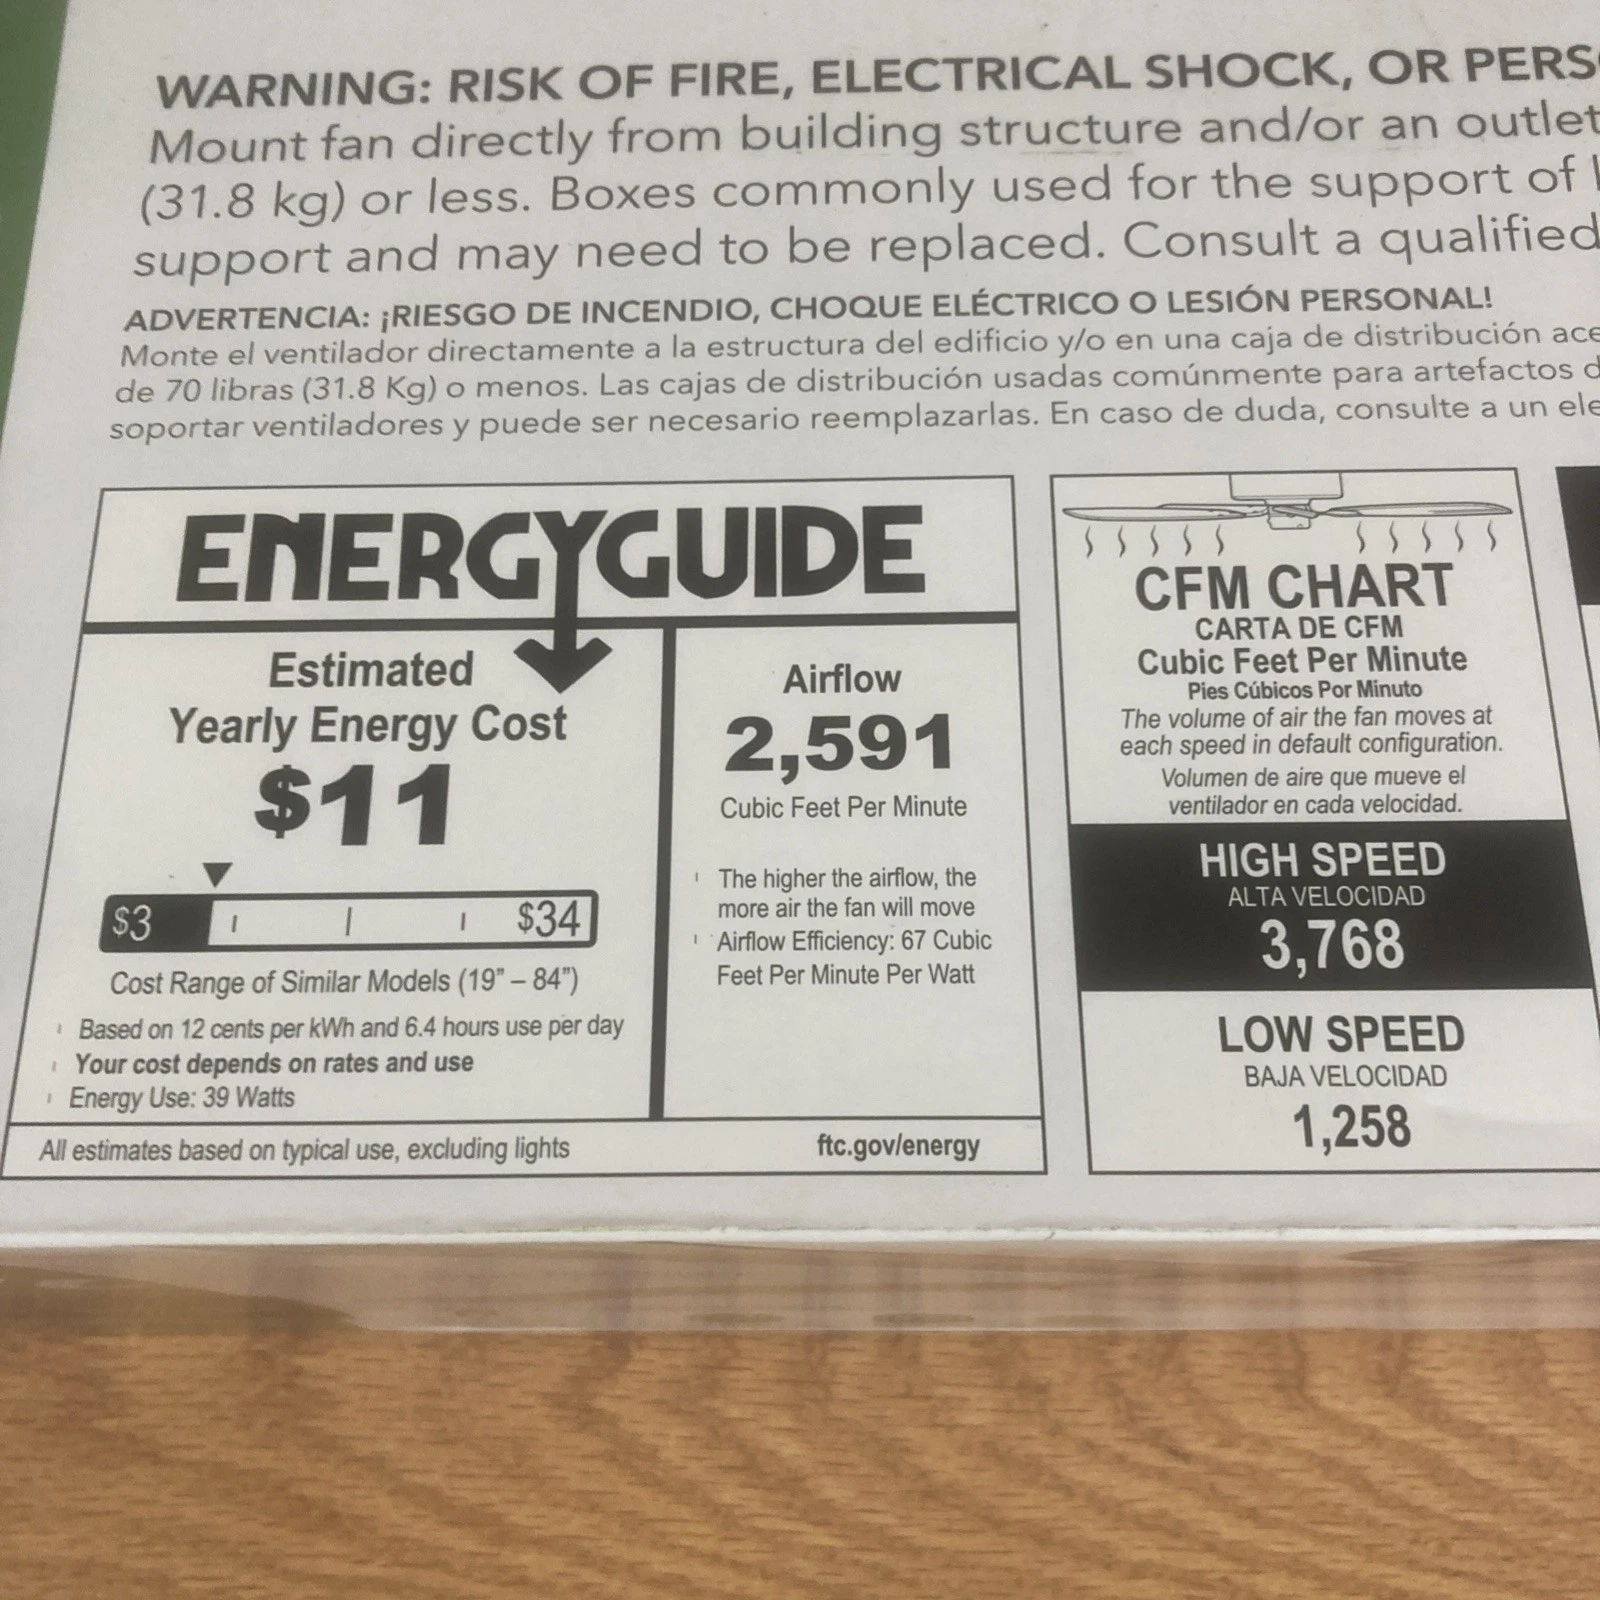 WARNING: RISK OF FIRE, ELECTRICAL SHOCK, OR
Mount fan directly from building structure and/or an outlet
(31.8 kg) or less. Boxes commonly used for the support of
support and may need to be replaced. Consult a qualified
ADVERTENCIA: ¡RIESGO DE INCENDIO, CHOQUE ELÉCTRICO O LESIÓN PERSONAL!
Monte el ventilador directamente a la estructura del edificio y/o en una caja de distribución
de 70 libras (31.8 Kg) o menos. Las cajas de distribución usadas comúnmente para artefactos
soportar ventiladores y puede ser necesario reemplazarlas. En caso de duda, consulte a un
ENERGYGUIDE
Estimated
Yearly Energy Cost
$11
$3 $34
Cost Range of Similar Models (19" – 84")
Based on 12 cents per kWh and 6.4 hours use per day
Your cost depends on rates and use
Energy Use: 39 Watts
Airflow
2,591
Cubic Feet Per Minute
The higher the airflow, the
more air the fan will move
Airflow Efficiency: 67 Cubic
Feet Per Minute Per Watt
All estimates based on typical use, excluding lights
ftc.gov/energy
CFM CHART
CARTA DE CFM
Cubic Feet Per Minute
Pies Cúbicos Por Minuto
The volume of air the fan moves at
each speed in default configuration.
Volumen de aire que mueve el
ventilador en cada velocidad.
HIGH SPEED
ALTA VELOCIDAD
3,768
LOW SPEED
BAJA VELOCIDAD
1,258